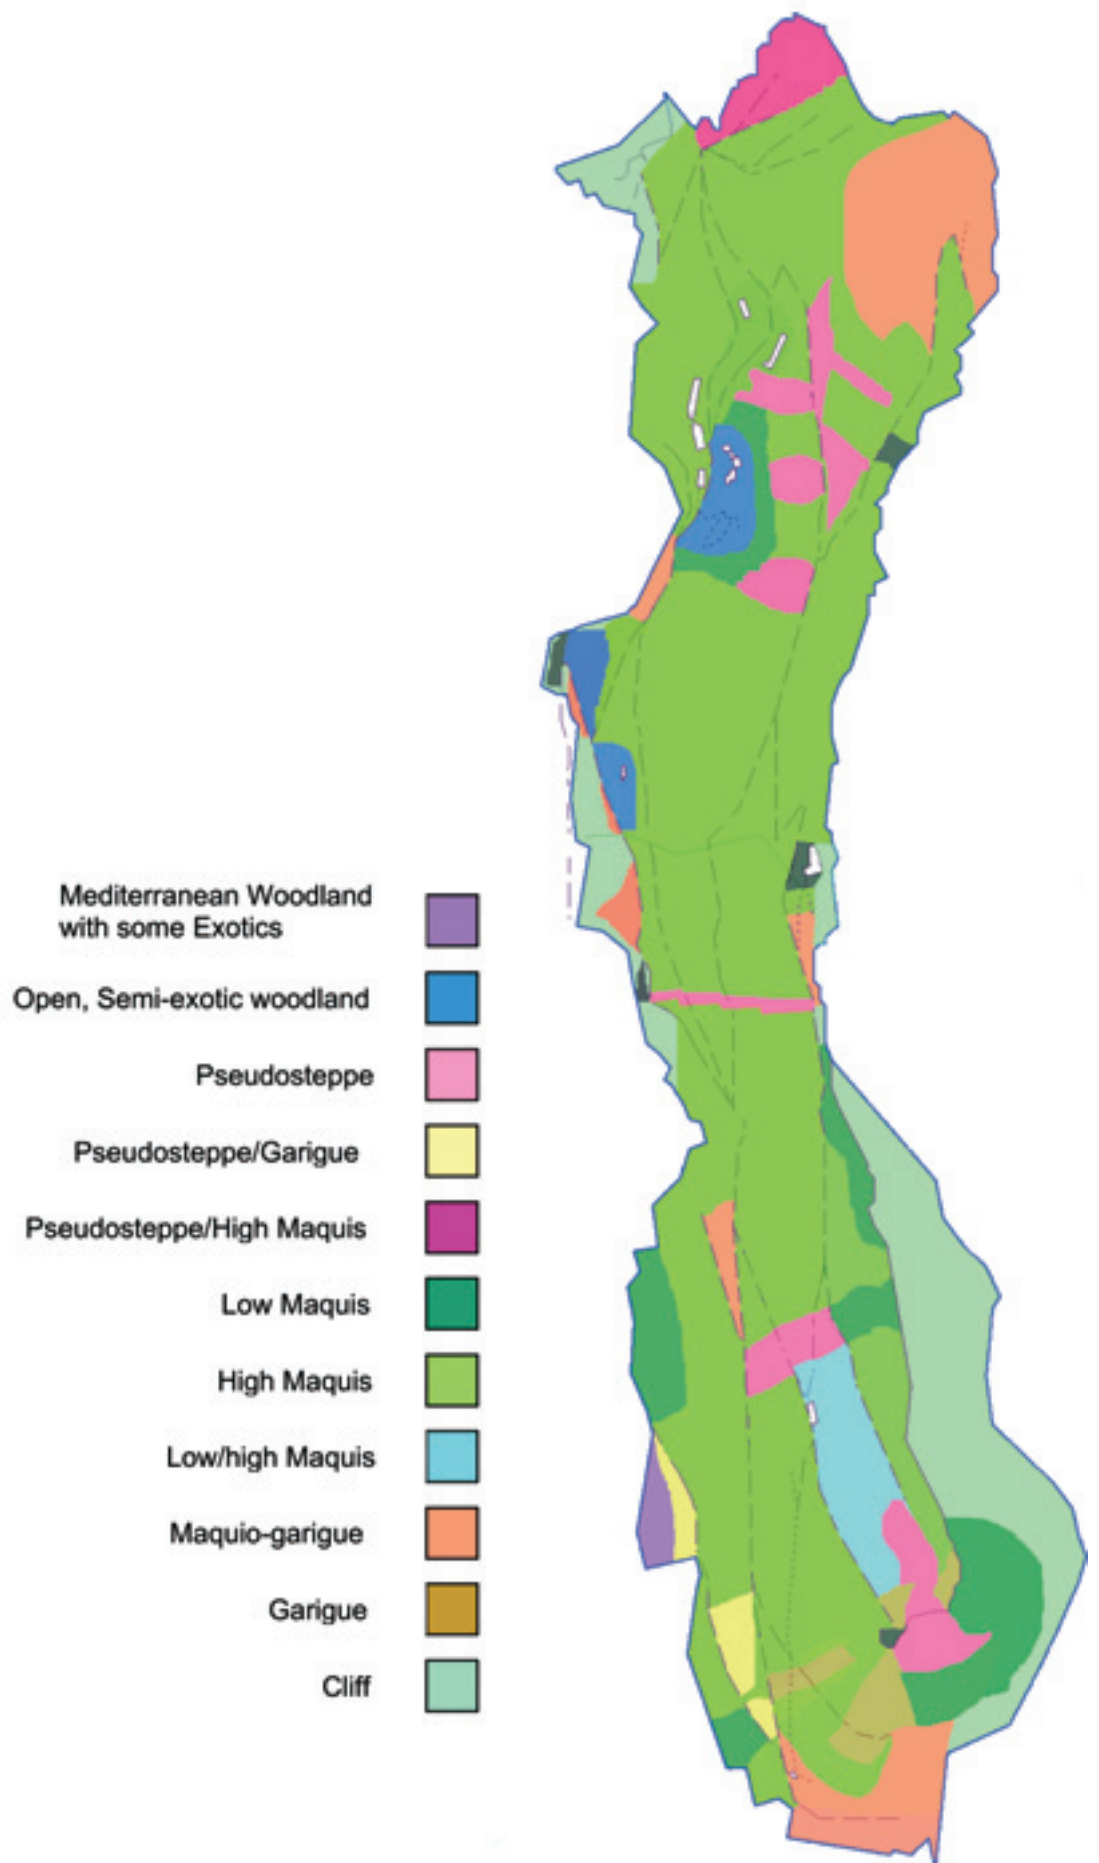 Mediterranean Woodland
with some Exotics
Open, Semi-exotic woodland
Pseudosteppe
Pseudosteppe/Garigue
Pseudosteppe/High Maquis
Low Maquis
High Maquis
Low/high Maquis
Maquio-garigue
Garigue
Cliff